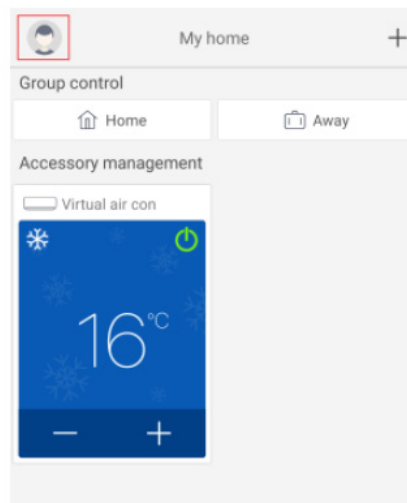 My home
Group control
Home
Away
Accessory management
Virtual air con
16°C